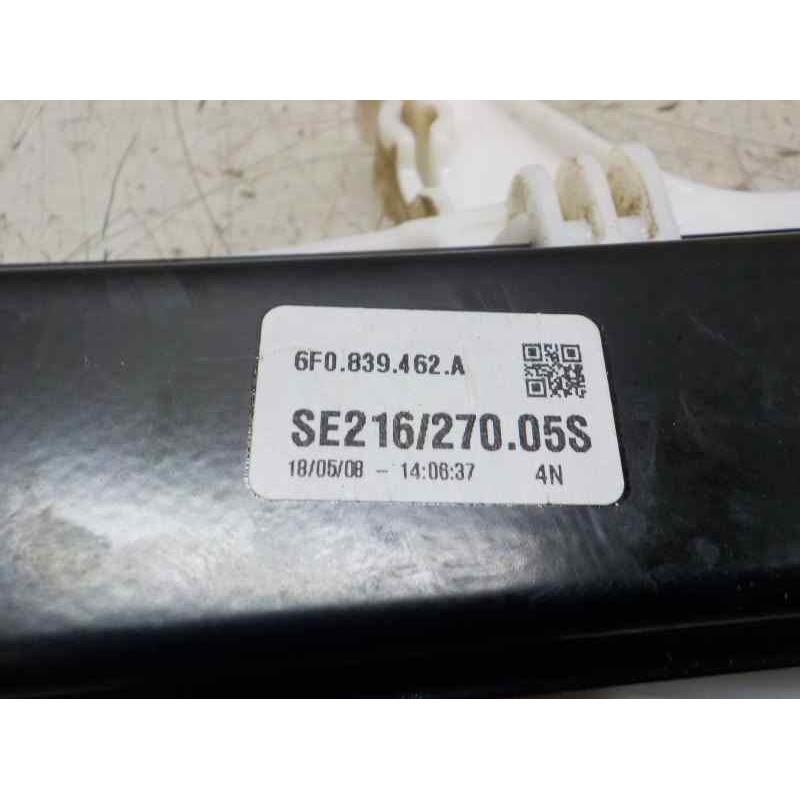 6F0.839.462.A
SE216/270.05S
18/05/08 - 14:06:37 4N